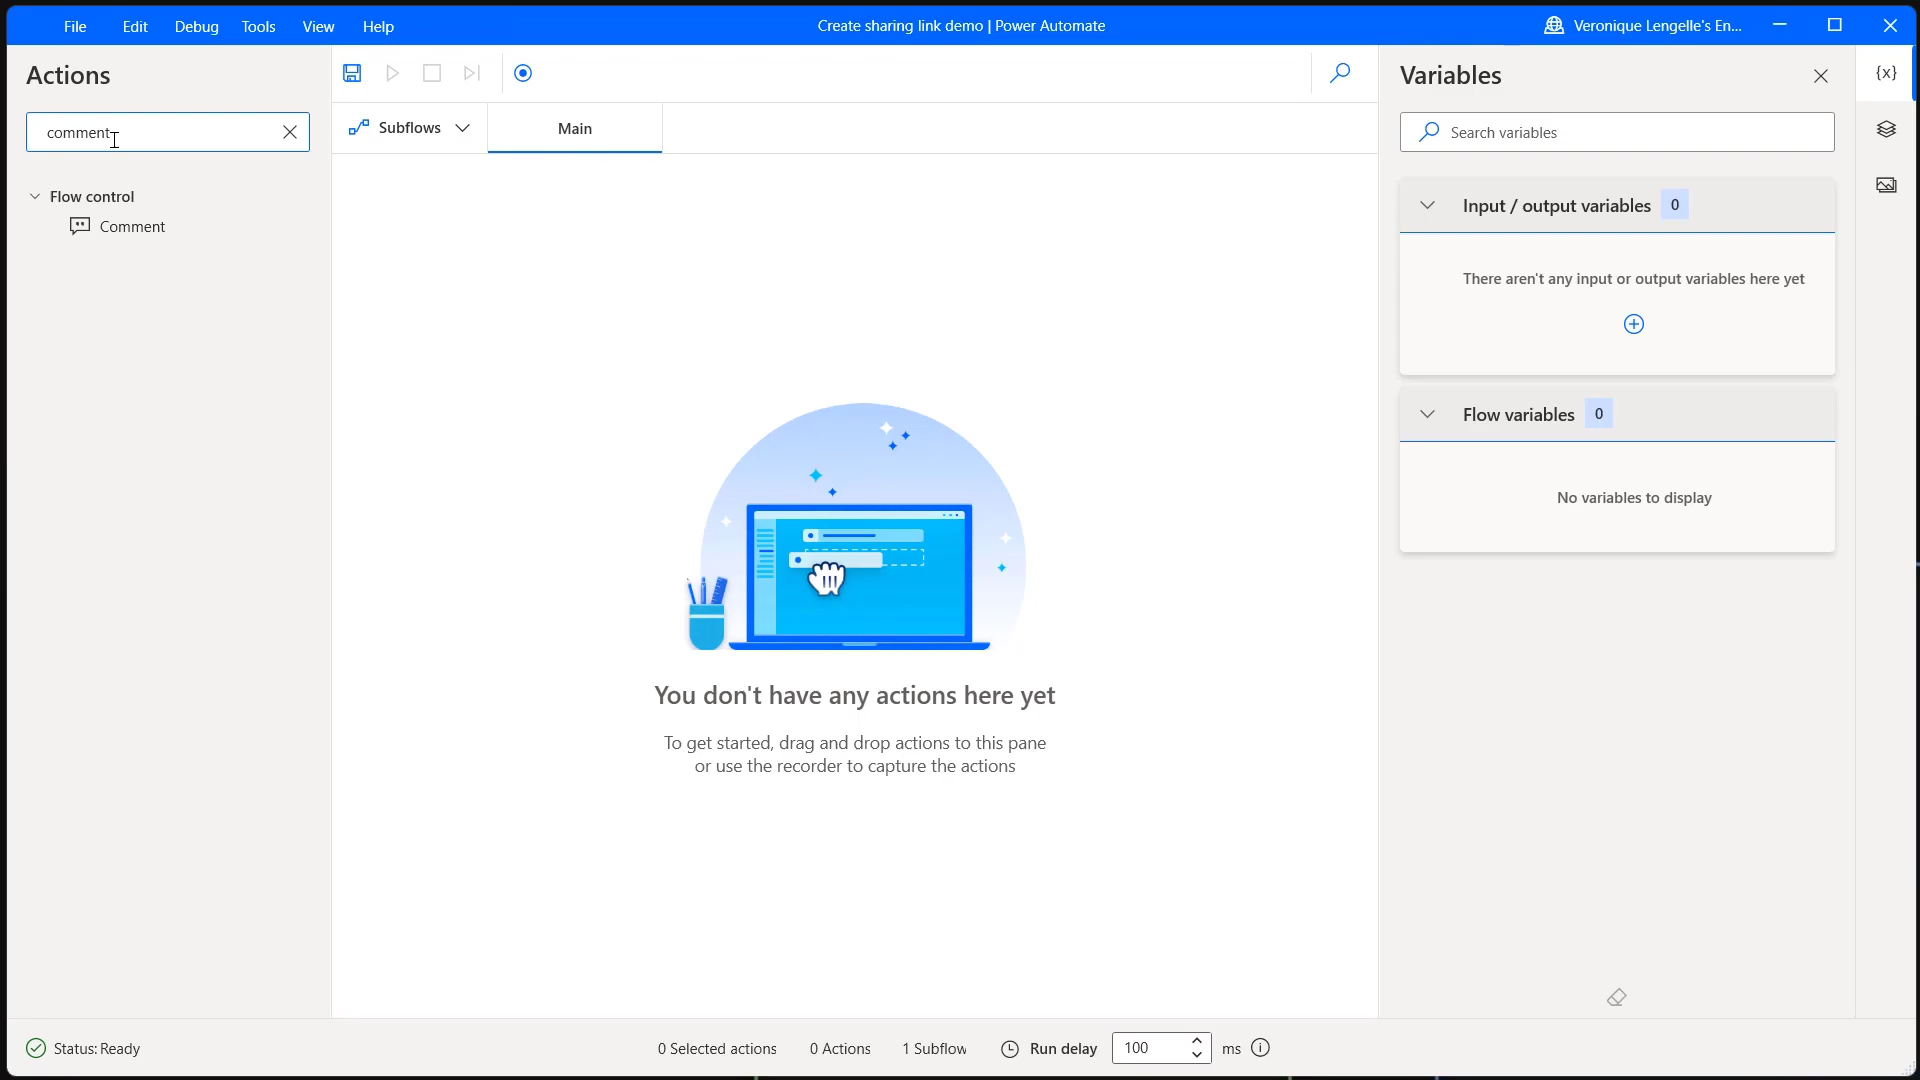 File Edit Debug Tools View Help
Create sharing link demo | Power Automate
Veronique Lengelle's En...
Actions
comment
Flow control
Comment
Subflows
Main
You don't have any actions here yet
To get started, drag and drop actions to this pane
or use the recorder to capture the actions
Variables
{x}
Search variables
Input / output variables 0
There aren't any input or output variables here yet
Flow variables 0
No variables to display
Status: Ready
0 Selected actions
0 Actions
1 Subflow
Run delay 100 ms